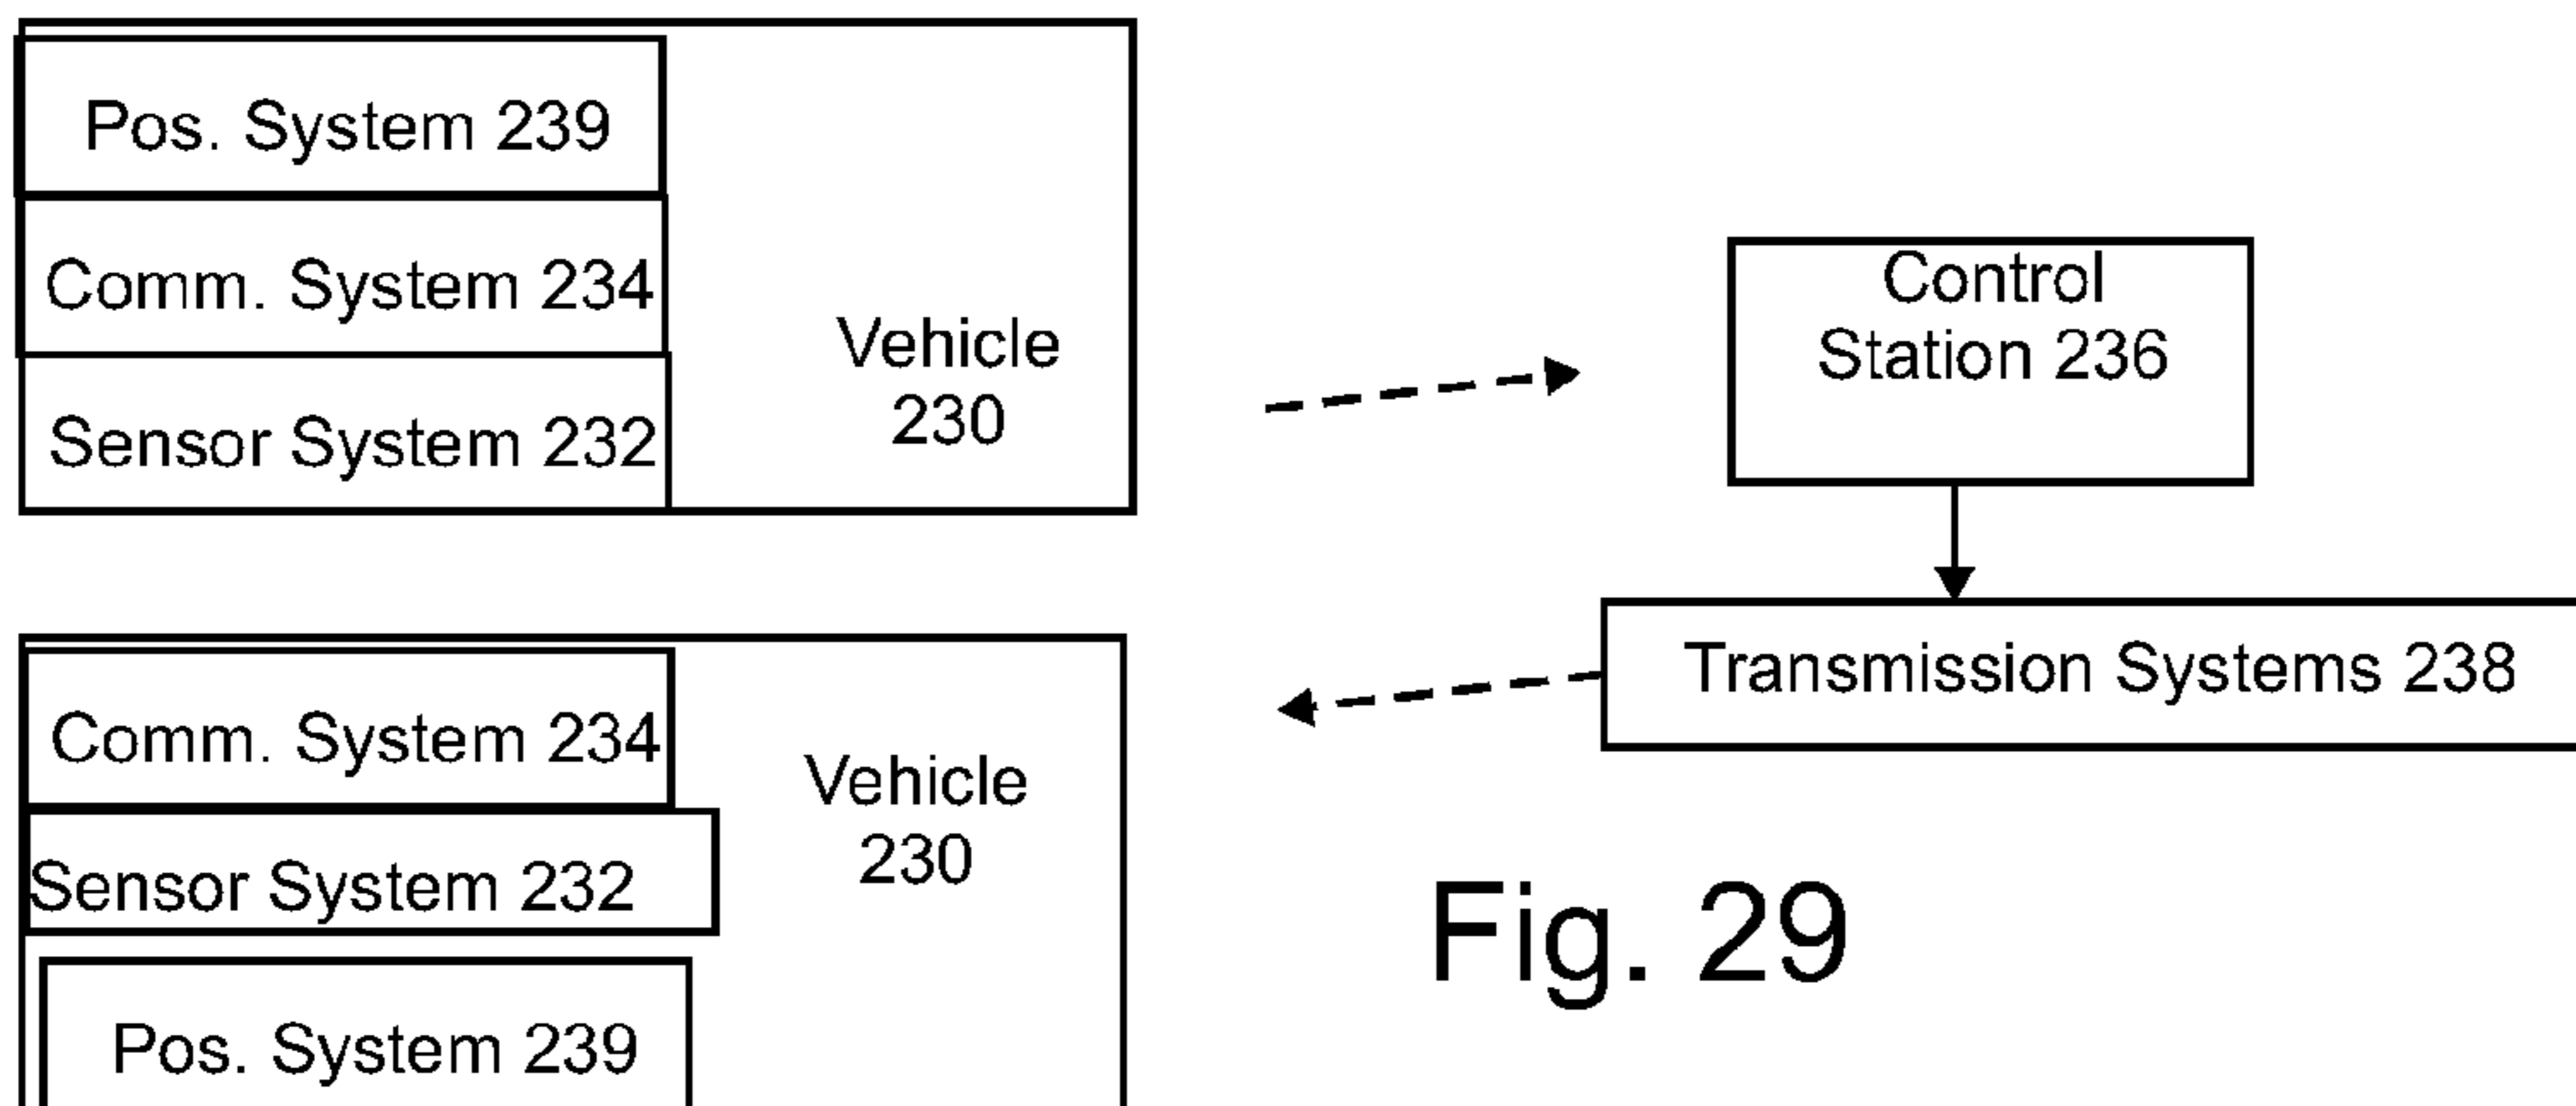 Pos. System 239
Comm. System 234
Sensor System 232
Vehicle
230
Control
Station 236
Transmission Systems 238
Comm. System 234
Sensor System 232
Pos. System 239
Vehicle
230
Fig. 29